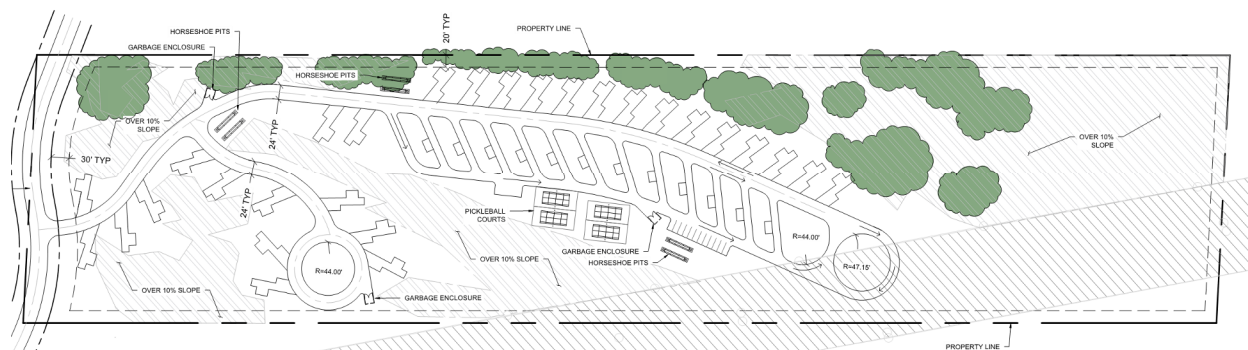 HORSESHOE PITS
GARBAGE ENCLOSURE
20' TYP
PROPERTY LINE
HORSESHOE PITS
OVER 10%
SLOPE
24' TYP
30' TYP
24' TYP
OVER 10%
SLOPE
PICKLEBALL
COURTS
GARBAGE ENCLOSURE
HORSESHOE PITS
R=44.00'
R=47.15'
R=44.00'
OVER 10% SLOPE
OVER 10% SLOPE
GARBAGE ENCLOSURE
PROPERTY LINE